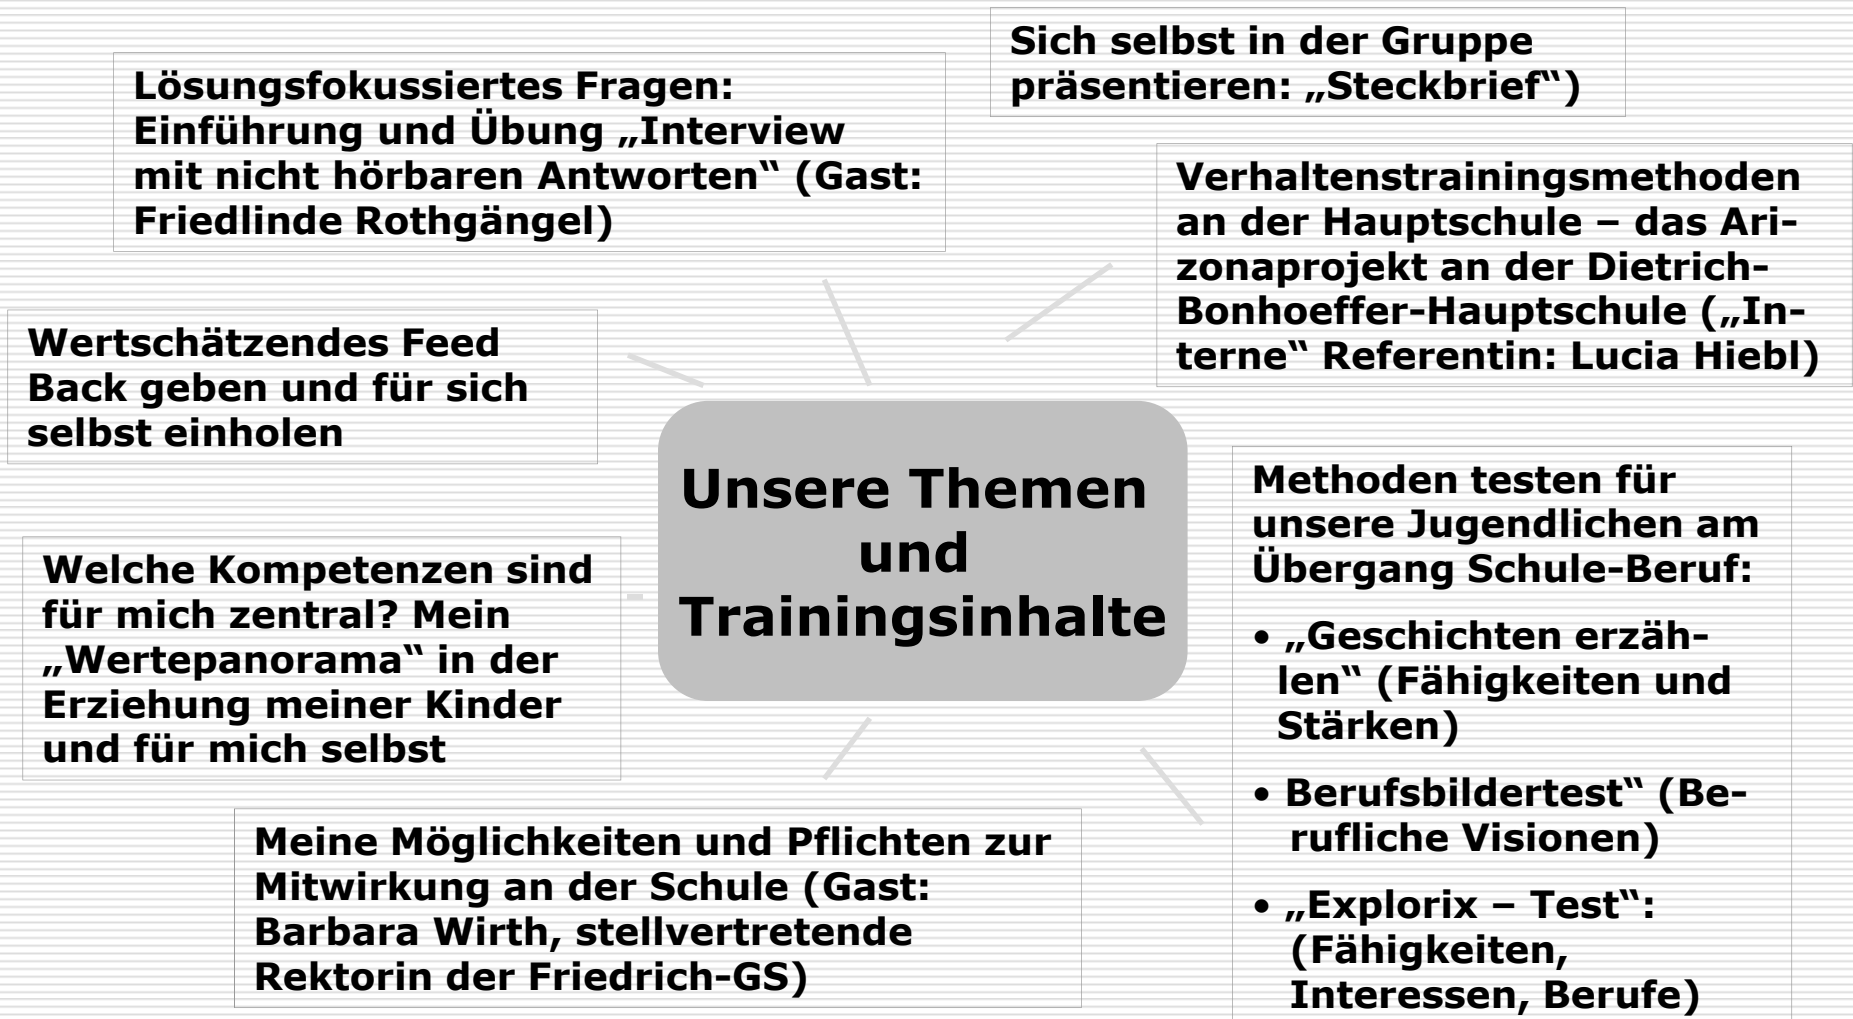 Sich selbst in der Gruppe
präsentieren: „Steckbrief“)
Lösungsfokussiertes Fragen:
Einführung und Übung „Interview
mit nicht hörbaren Antworten“ (Gast:
Friedlinde Rothgängel)
Verhaltenstrainingsmethoden
an der Hauptschule – das Ari-
zonaprojekt an der Dietrich-
Bonhoeffer-Hauptschule („In-
terne“ Referentin: Lucia Hiebl)
Wertschätzendes Feed
Back geben und für sich
selbst einholen
Unsere Themen
und
Trainingsinhalte
Methoden testen für
unsere Jugendlichen am
Übergang Schule-Beruf:
• „Geschichten erzäh-
len“ (Fähigkeiten und
Stärken)
• Berufsbildertest“ (Be-
rufliche Visionen)
• „Explorix – Test“:
(Fähigkeiten,
Interessen, Berufe)
Welche Kompetenzen sind
für mich zentral? Mein
„Wertepanorama“ in der
Erziehung meiner Kinder
und für mich selbst
Meine Möglichkeiten und Pflichten zur
Mitwirkung an der Schule (Gast:
Barbara Wirth, stellvertretende
Rektorin der Friedrich-GS)